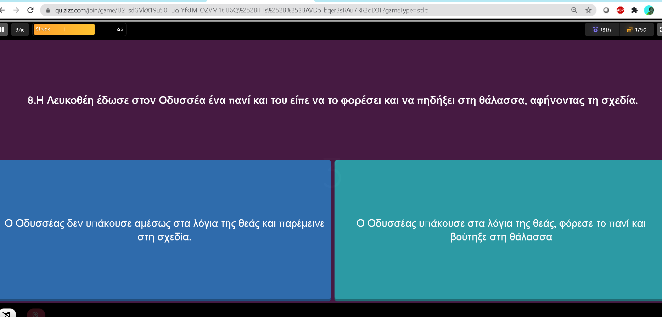 8.Η Λευκοθέη έδωσε στον Οδυσσέα ένα πανί και του είπε να το φορέσει και να πηδήξει στη θάλασσα, αφήνοντας τη σχεδία.
Ο Οδυσσέας δεν υπάκουσε αμέσως στα λόγια της θεάς και παρέμεινε
στη σχεδία.
Ο Οδυσσέας υπάκουσε στα λόγια της θεάς, φόρεσε το πανί και
βούτηξε στη θάλασσα